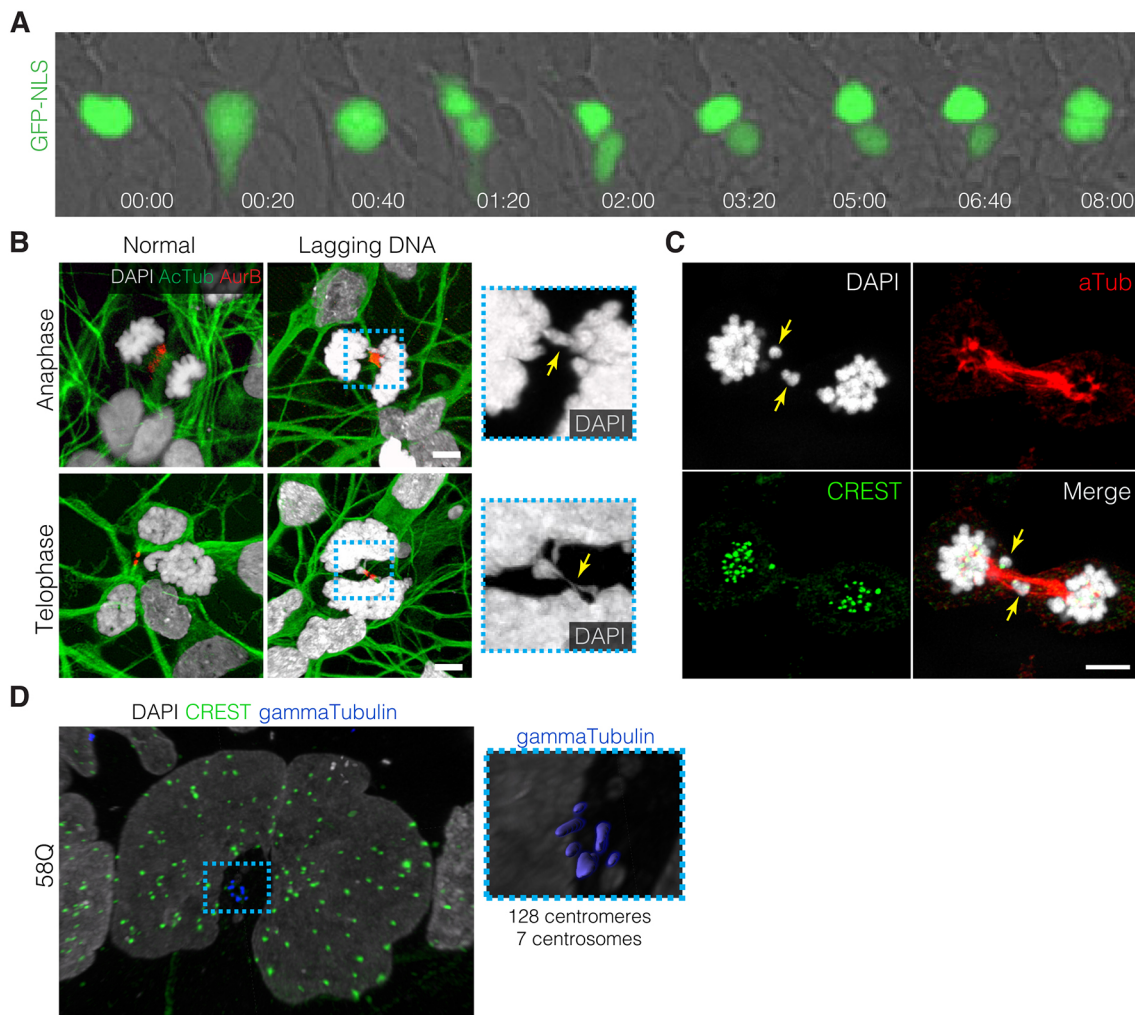 A
GFP-NLS
00:00 00:20 00:40 01:20 02:00 03:20 05:00 06:40 08:00
B
Normal Lagging DNA
DAPI AcTub AurB
Anaphase
DAPI
Telophase
DAPI
C
DAPI
aTub
CREST
Merge
D
DAPI CREST gammaTubulin
58Q
gammaTubulin
128 centromeres
7 centrosomes